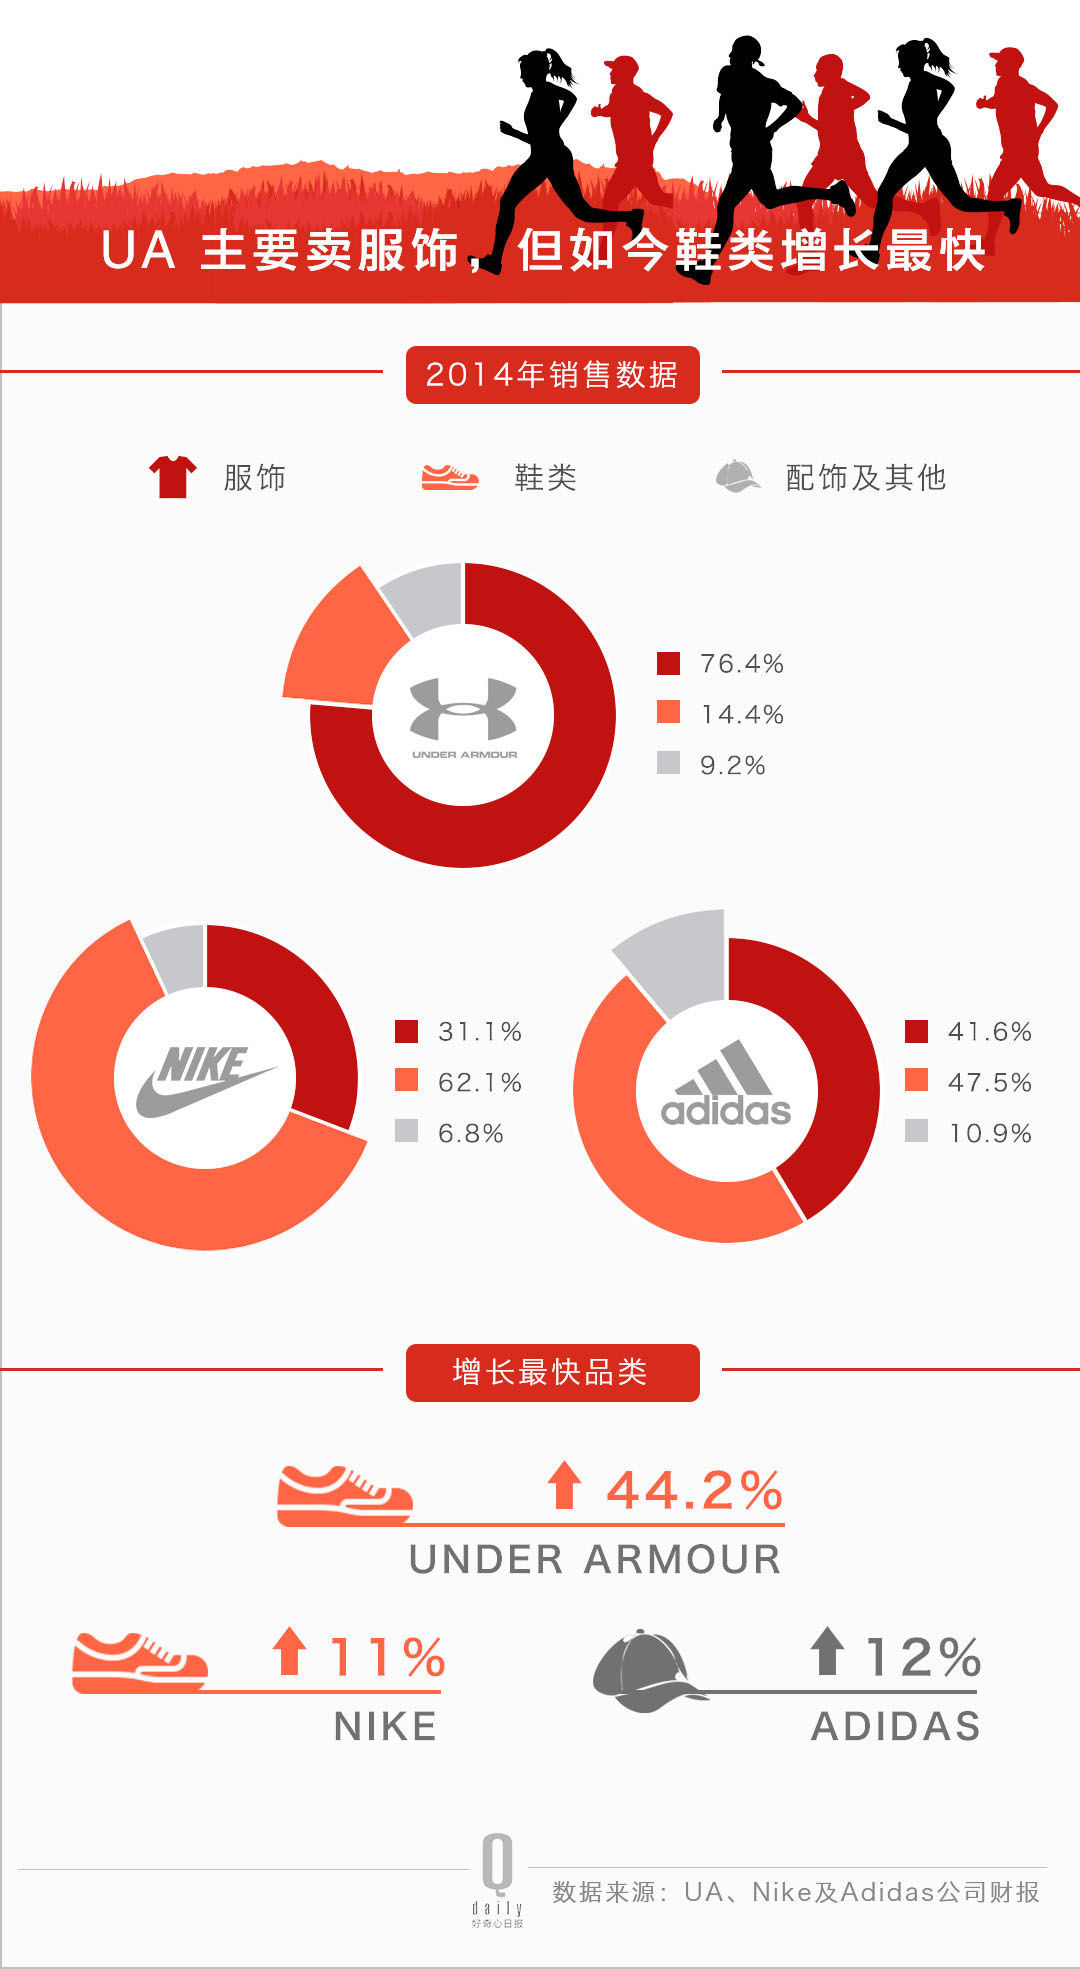 UA 主要卖服饰，但如今鞋类增长最快
2014年销售数据
服饰
鞋类
配饰及其他
76.4%
14.4%
9.2%
UNDER ARMOUR
NIKE
31.1%
62.1%
6.8%
adidas
41.6%
47.5%
10.9%
增长最快品类
44.2%
UNDER ARMOUR
11%
NIKE
12%
ADIDAS
Q
daily
好奇心日报
数据来源：UA、Nike及Adidas公司财报